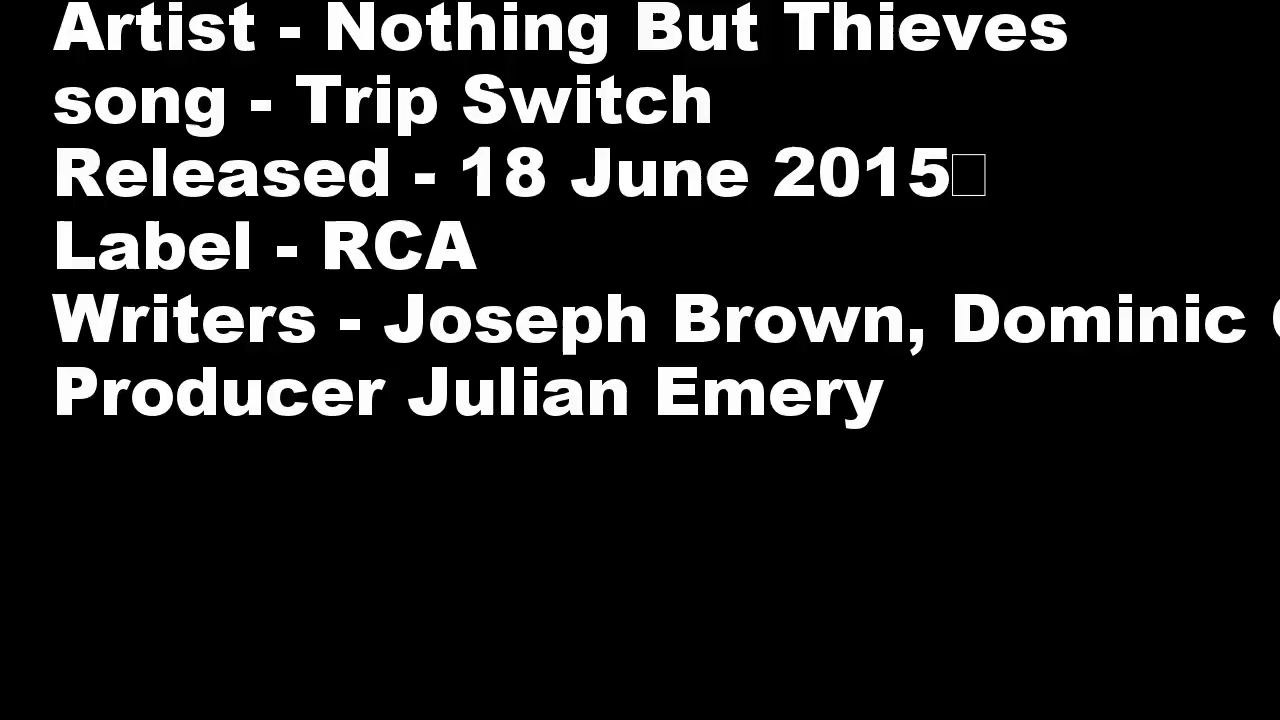 Artist - Nothing But Thieves
song - Trip Switch
Released - 18 June 2015
Label - RCA
Writers - Joseph Brown, Dominic
Producer Julian Emery